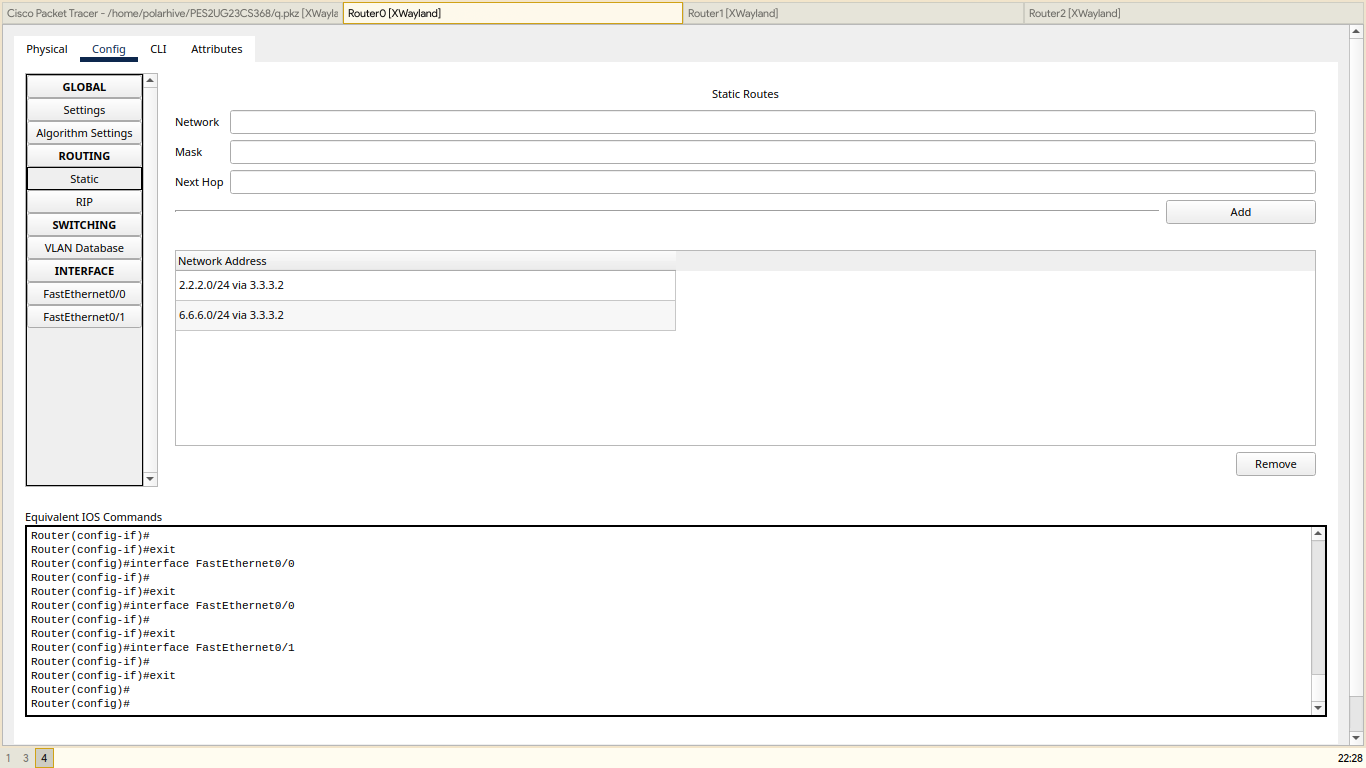 Cisco Packet Tracer - /home/polarhive/PES2UG23CS368/q.pkz [XWayla
Router0 [XWayland]
Router1 [XWayland]
Router2 [XWayland]
Physical
Config
CLI
Attributes
GLOBAL
Settings
Algorithm Settings
ROUTING
Static
RIP
SWITCHING
VLAN Database
INTERFACE
FastEthernet0/0
FastEthernet0/1
Static Routes
Network
Mask
Next Hop
Add
Network Address
2.2.2.0/24 via 3.3.3.2
6.6.6.0/24 via 3.3.3.2
Remove
Equivalent IOS Commands
Router(config-if)#
Router(config-if)#exit
Router(config)#interface FastEthernet0/0
Router(config-if)#
Router(config-if)#exit
Router(config)#interface FastEthernet0/0
Router(config-if)#
Router(config-if)#exit
Router(config)#interface FastEthernet0/1
Router(config-if)#
Router(config-if)#exit
Router(config)#
Router(config)#
1 3 4
22:28